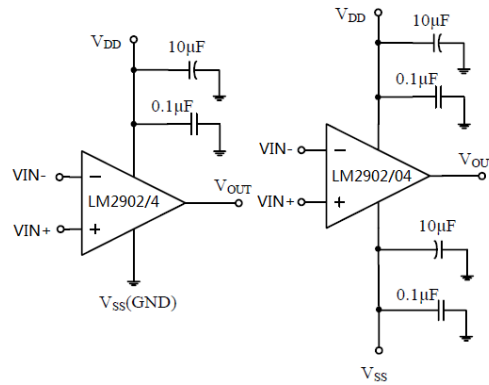 VDD
10μF
0.1μF
VIN-
−
LM2902/4
VOUT
VIN+
+
VSS(GND)
VDD
10μF
0.1μF
VIN-
−
LM2902/04
VOU
VIN+
+
10μF
0.1μF
VSS